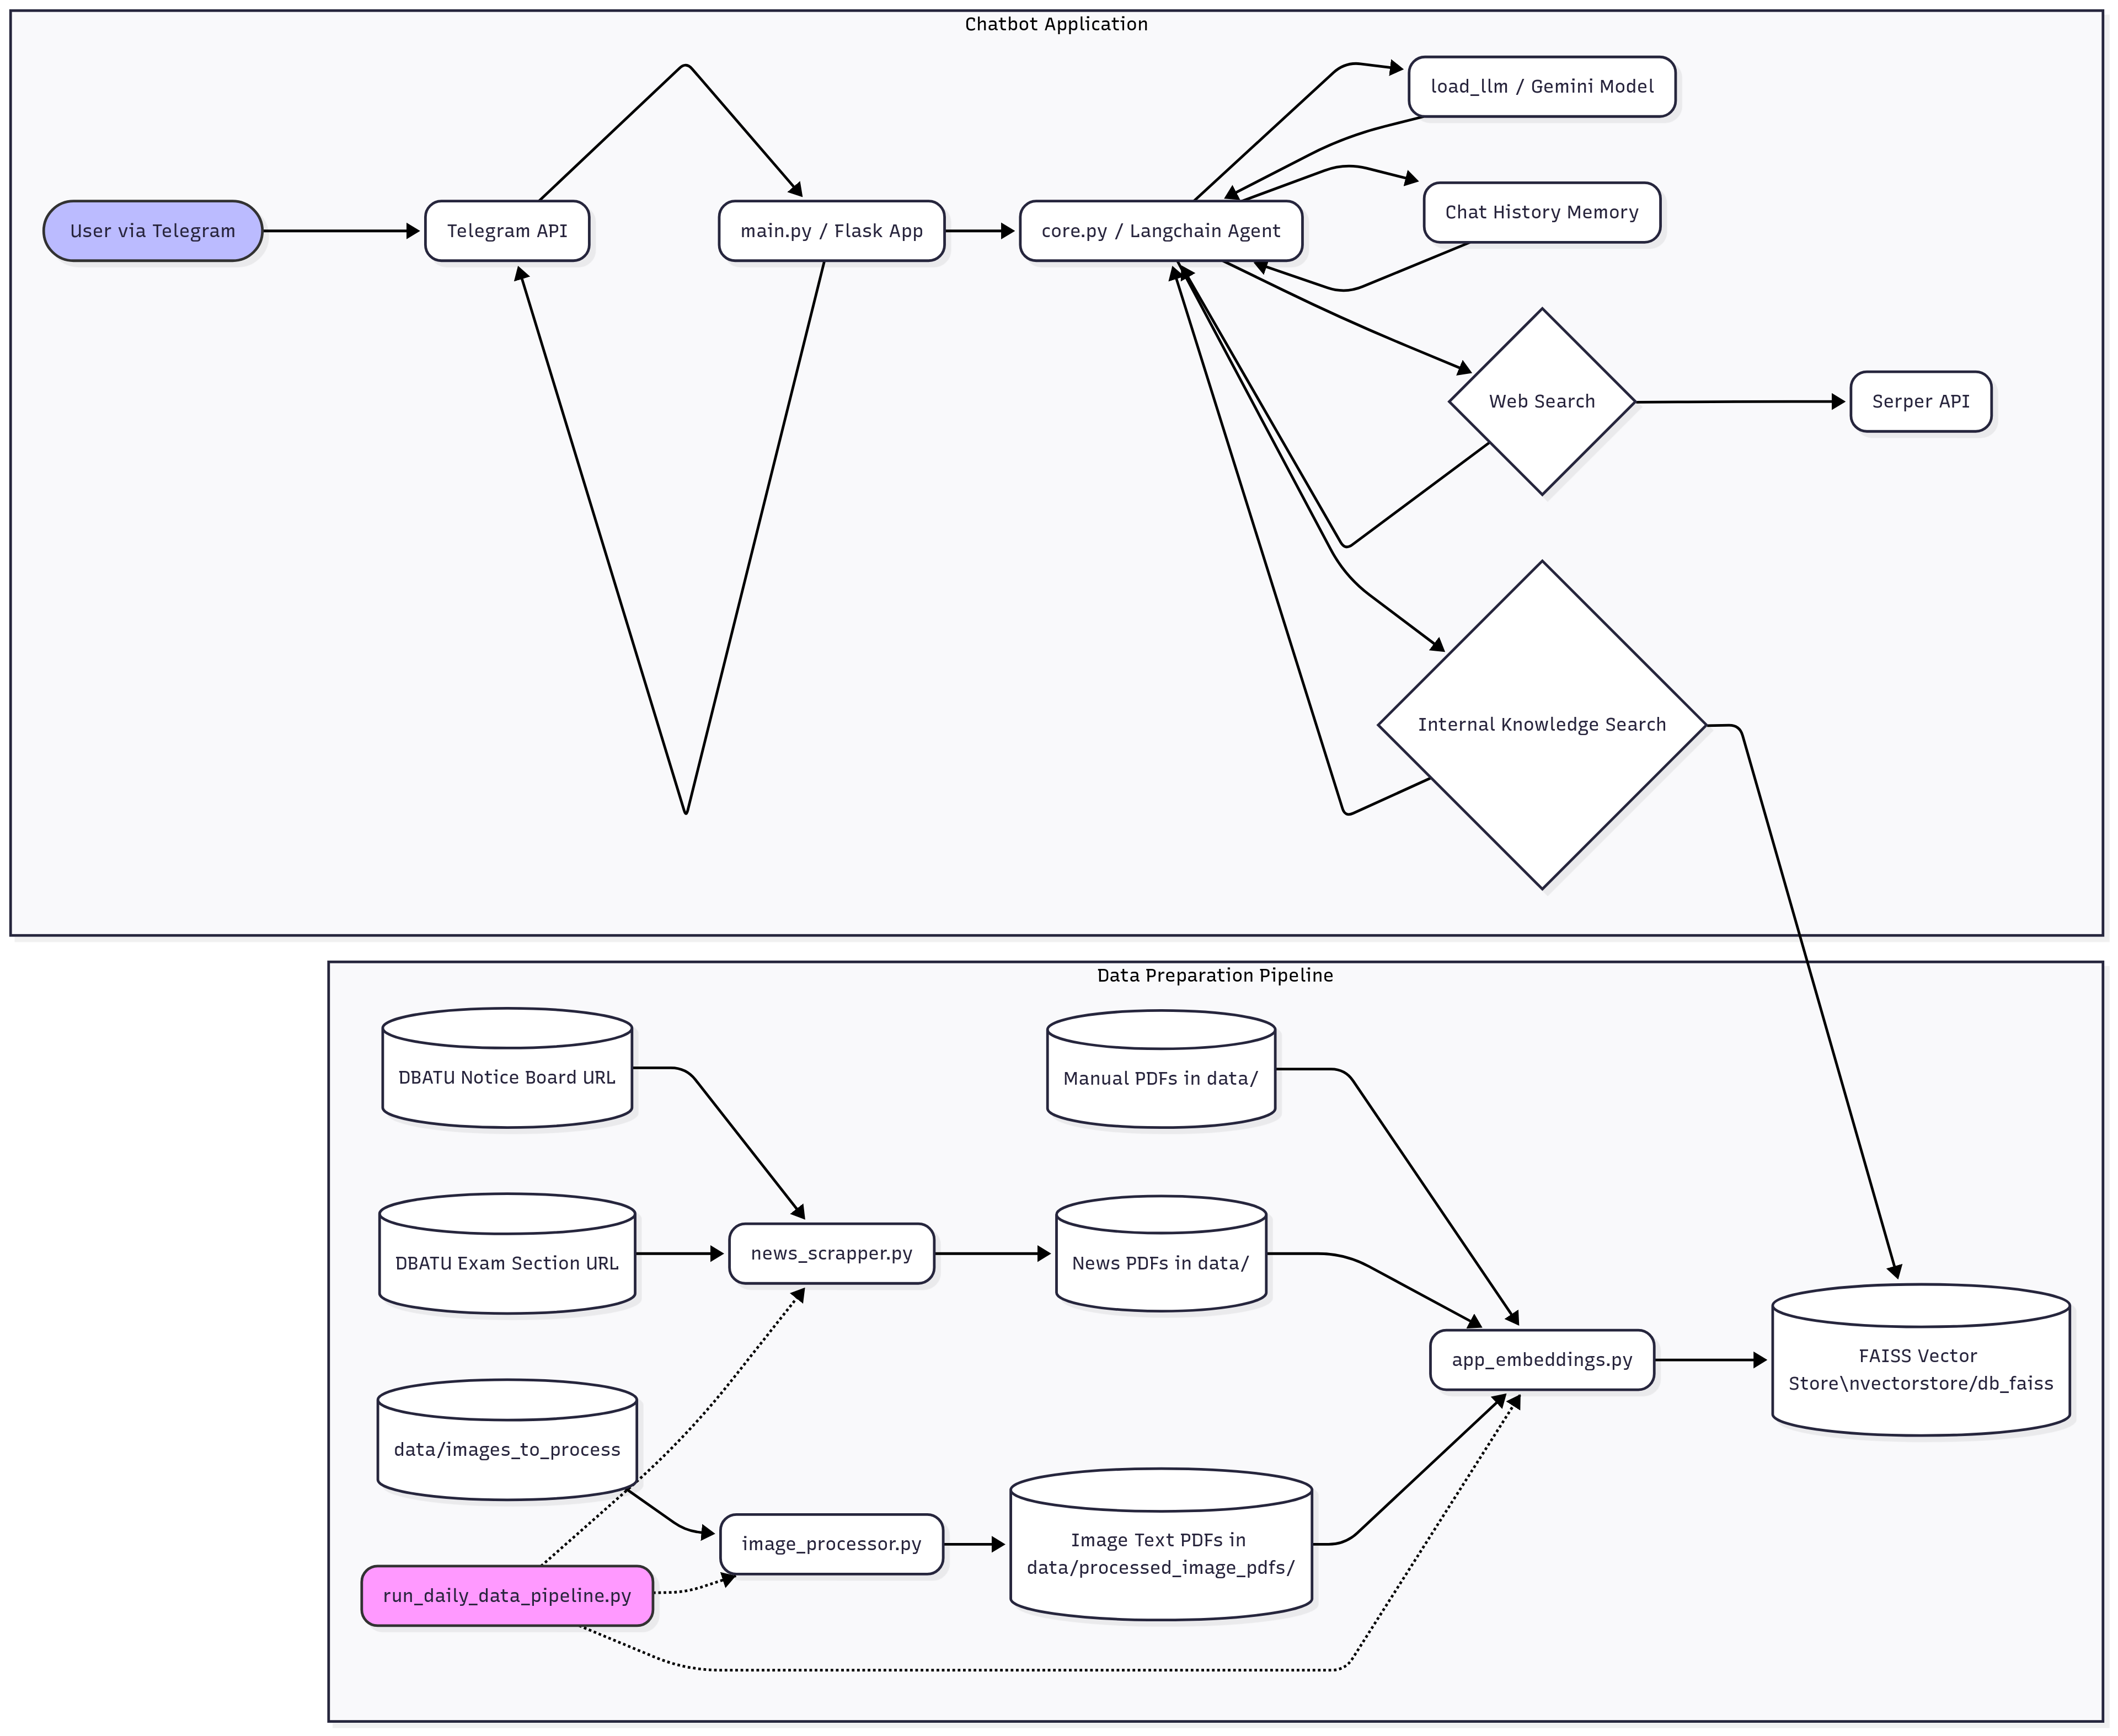 Chatbot Application
load_llm / Gemini Model
Chat History Memory
User via Telegram
Telegram API
main.py / Flask App
core.py / Langchain Agent
Web Search
Serper API
Internal Knowledge Search
Data Preparation Pipeline
DBATU Notice Board URL
Manual PDFs in data/
DBATU Exam Section URL
news_scrapper.py
News PDFs in data/
app_embeddings.py
FAISS Vector
Store\nvectorstore/db_faiss
data/images_to_process
image_processor.py
Image Text PDFs in
data/processed_image_pdfs/
run_daily_data_pipeline.py